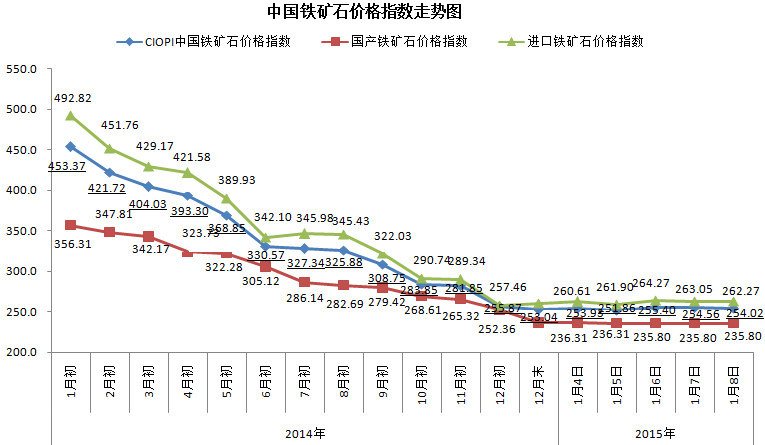 中国铁矿石价格指数走势图
CIOPI中国铁矿石价格指数 国产铁矿石价格指数 进口铁矿石价格指数
550.0
500.0
450.0
400.0
350.0
300.0
250.0
200.0
492.82
451.76
429.17
421.58
389.93
342.10
345.98
345.43
322.03
290.74
289.34
257.46
260.61
261.90
264.27
263.05
262.27
453.37
421.72
404.03
393.30
368.85
330.57
327.34
325.88
308.75
283.85
281.85
255.87
253.04
253.92
251.86
255.40
254.56
254.02
356.31
347.81
342.17
323.73
322.28
305.12
286.14
282.69
279.42
268.61
265.32
252.36
236.31
236.31
235.80
235.80
235.80
1月初
2月初
3月初
4月初
5月初
6月初
7月初
8月初
9月初
10月初
11月初
12月初
12月末
1月4日
1月5日
1月6日
1月7日
1月8日
2014年 2015年